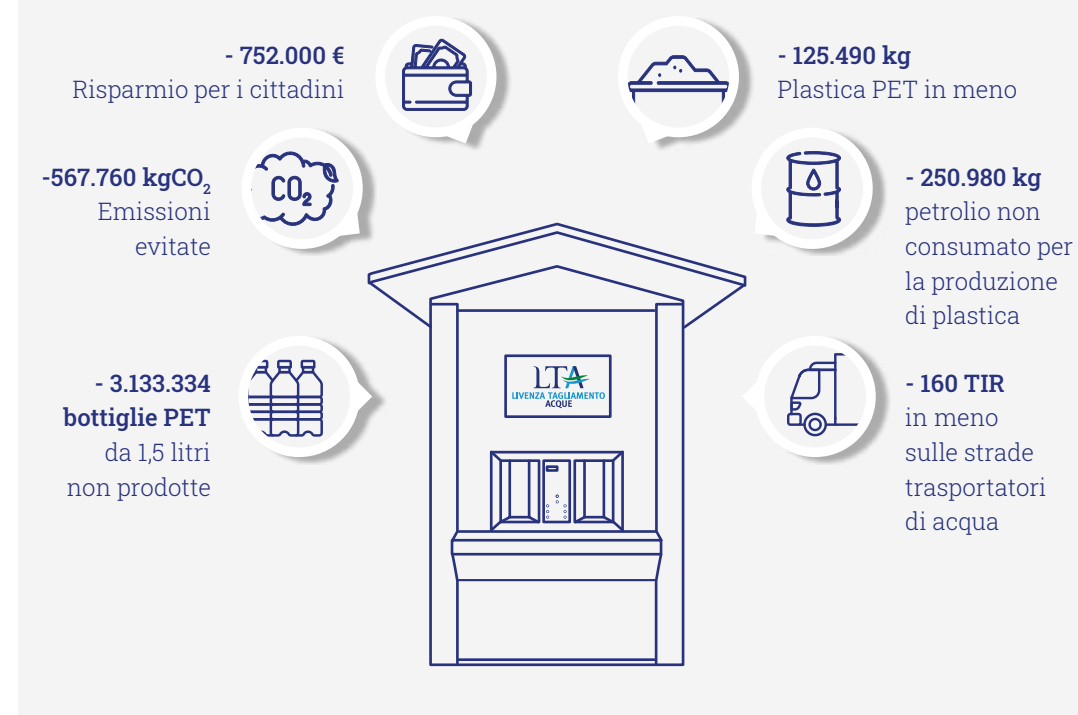 - 752.000 €
Risparmio per i cittadini
- 125.490 kg
Plastica PET in meno
-567.760 kgCO₂
Emissioni
evitate
CO₂
- 250.980 kg
petrolio non
consumato per
la produzione
di plastica
- 3.133.334
bottiglie PET
da 1,5 litri
non prodotte
LTA
LIVENZA TAGLIAMENTO
ACQUE
- 160 TIR
in meno
sulle strade
trasportatori
di acqua